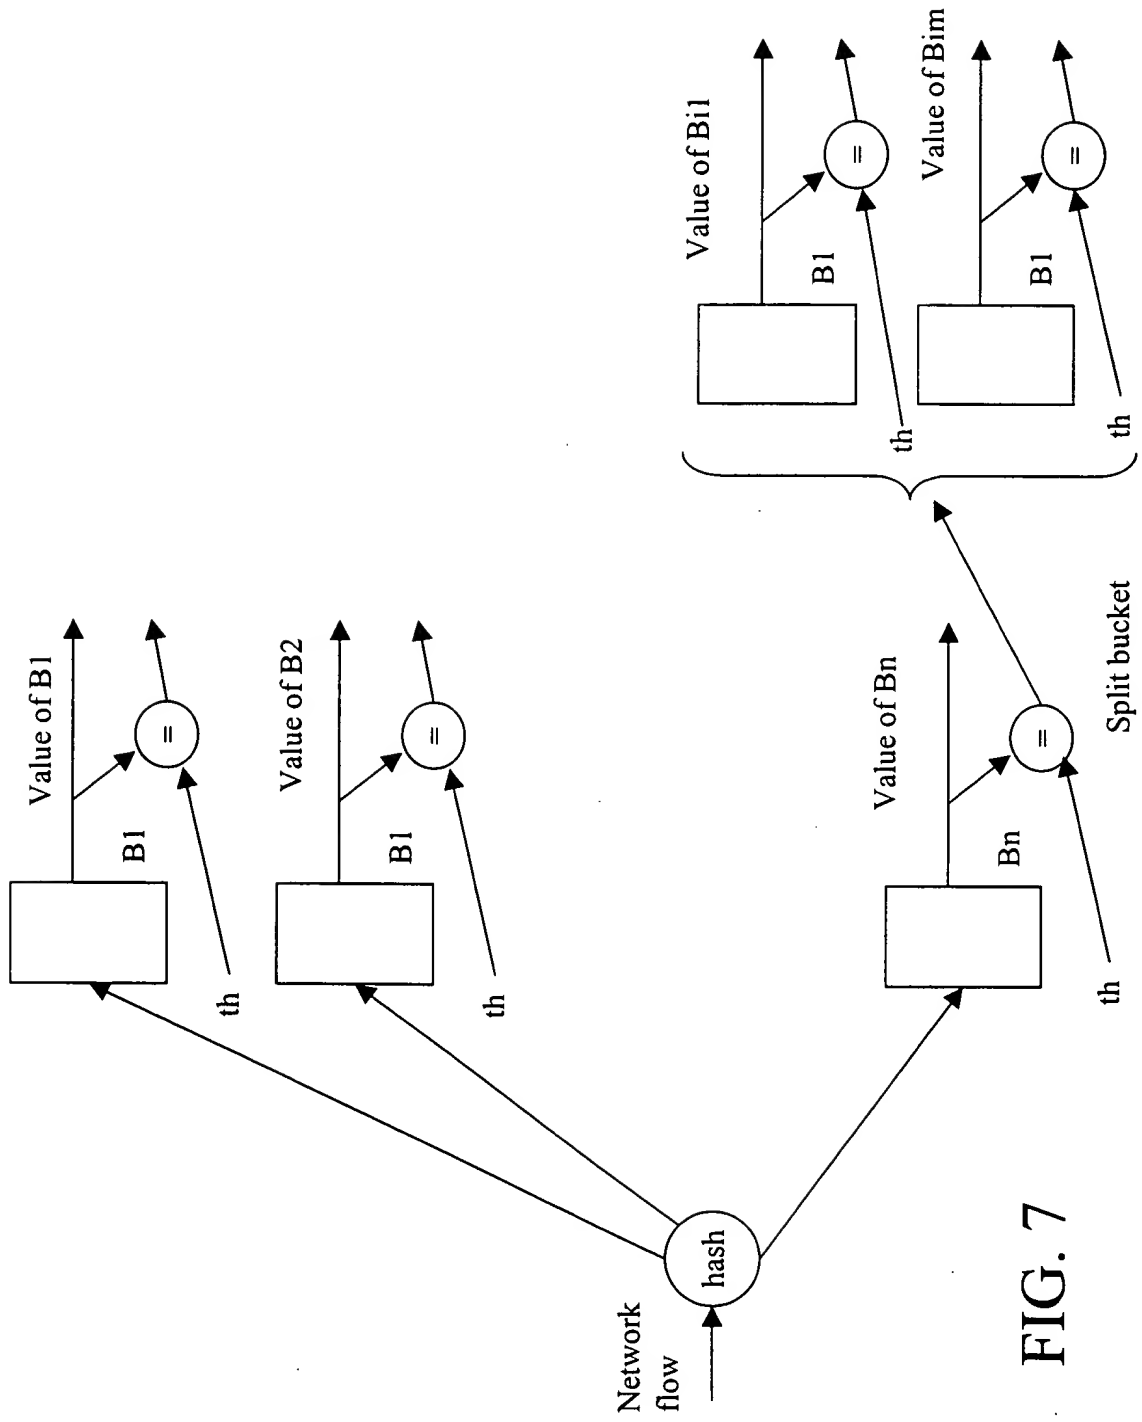 Network
flow
hash
Value of B1
B1
=
th
Value of B2
B1
=
th
Value of Bn
Bn
=
th
Split bucket
Value of Bi1
B1
=
th
Value of Bim
B1
=
th
FIG. 7